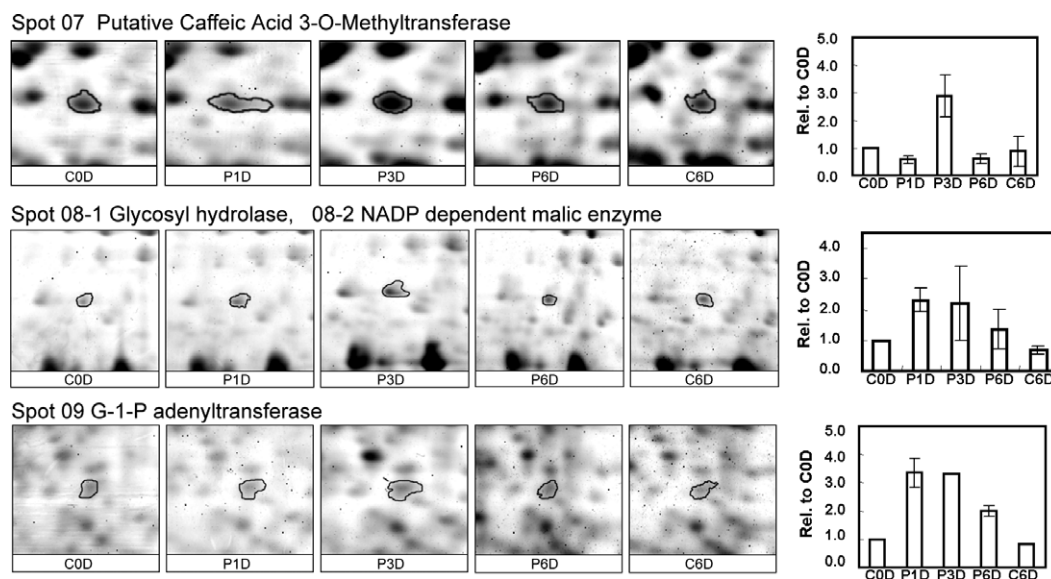 Spot 07 Putative Caffeic Acid 3-O-Methyltransferase
C0D P1D P3D P6D C6D
Rel. to C0D
5.0
4.0
3.0
2.0
1.0
0.0
C0D P1D P3D P6D C6D
Spot 08-1 Glycosyl hydrolase, 08-2 NADP dependent malic enzyme
C0D P1D P3D P6D C6D
Rel. to C0D
4.0
3.0
2.0
1.0
0.0
C0D P1D P3D P6D C6D
Spot 09 G-1-P adenyltransferase
C0D P1D P3D P6D C6D
Rel. to C0D
5.0
4.0
3.0
2.0
1.0
0.0
C0D P1D P3D P6D C6D